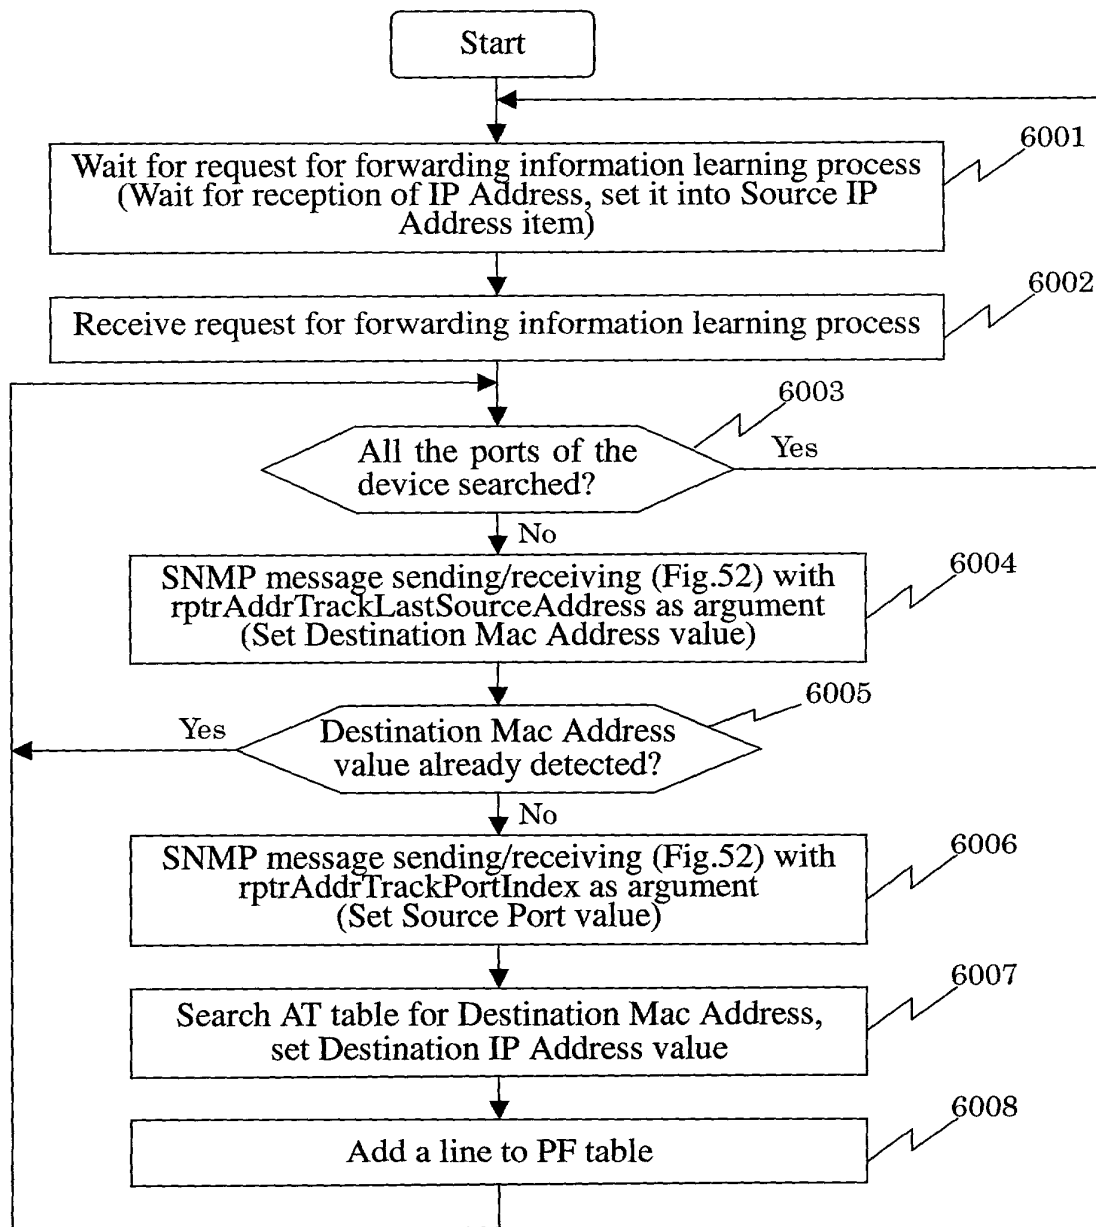 Start
6001
Wait for request for forwarding information learning process
(Wait for reception of IP Address, set it into Source IP
Address item)
6002
Receive request for forwarding information learning process
6003
All the ports of the
device searched?
Yes
No
6004
SNMP message sending/receiving (Fig.52) with
rptrAddrTrackLastSourceAddress as argument
(Set Destination Mac Address value)
6005
Yes
Destination Mac Address
value already detected?
No
6006
SNMP message sending/receiving (Fig.52) with
rptrAddrTrackPortIndex as argument
(Set Source Port value)
6007
Search AT table for Destination Mac Address,
set Destination IP Address value
6008
Add a line to PF table